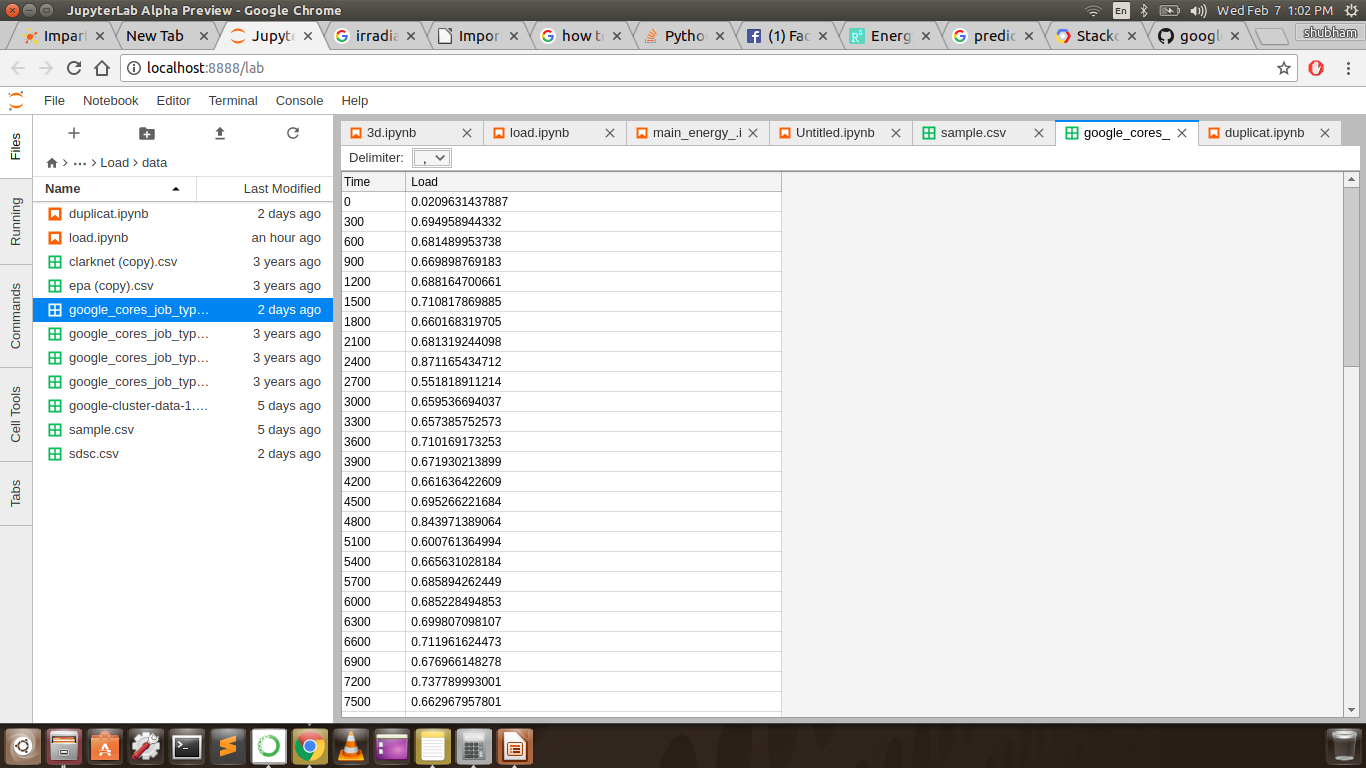 JupyterLab Alpha Preview - Google Chrome
En
Wed Feb 7 1:02 PM
Impar
New Tab
Jupyt
irradia
Impor
how t
Python
(1) Fac
Energ
predic
Stack
googl
shubham
localhost:8888/lab
File Notebook Editor Terminal Console Help
Files
Running
Commands
Cell Tools
Tabs
... > Load > data
Name Last Modified
duplicat.ipynb 2 days ago
load.ipynb an hour ago
clarknet (copy).csv 3 years ago
epa (copy).csv 3 years ago
google_cores_job_typ… 2 days ago
google_cores_job_typ… 3 years ago
google_cores_job_typ… 3 years ago
google_cores_job_typ… 3 years ago
google-cluster-data-1.… 5 days ago
sample.csv 5 days ago
sdsc.csv 2 days ago
3d.ipynb
load.ipynb
main_energy_.i
Untitled.ipynb
sample.csv
google_cores_
duplicat.ipynb
Delimiter: ,
Time Load
0 0.0209631437887
300 0.694958944332
600 0.681489953738
900 0.669898769183
1200 0.688164700661
1500 0.710817869885
1800 0.660168319705
2100 0.681319244098
2400 0.871165434712
2700 0.551818911214
3000 0.659536694037
3300 0.657385752573
3600 0.710169173253
3900 0.671930213899
4200 0.661636422609
4500 0.695266221684
4800 0.843971389064
5100 0.600761364994
5400 0.665631028184
5700 0.685894262449
6000 0.685228494853
6300 0.699807098107
6600 0.711961624473
6900 0.676966148278
7200 0.737789993001
7500 0.662967957801